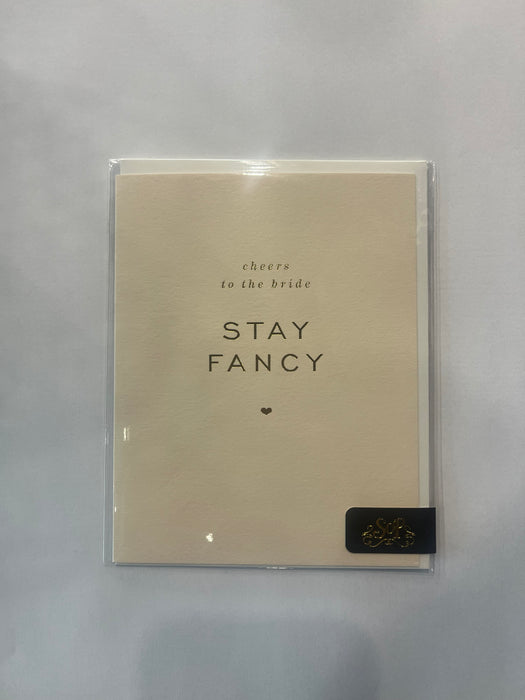 cheers
to the bride
STAY
FANCY